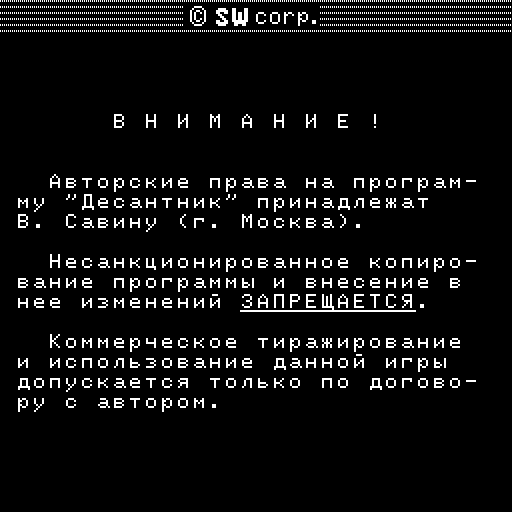 © SW corp.
В Н И М А Н И Е !
Авторские права на програм-
му "Десантник" принадлежат
В. Савину (г. Москва).
Несанкционированное копиро-
вание программы и внесение в
нее изменений ЗАПРЕЩАЕТСЯ.
Коммерческое тиражирование
и использование данной игры
допускается только по догово-
ру с автором.